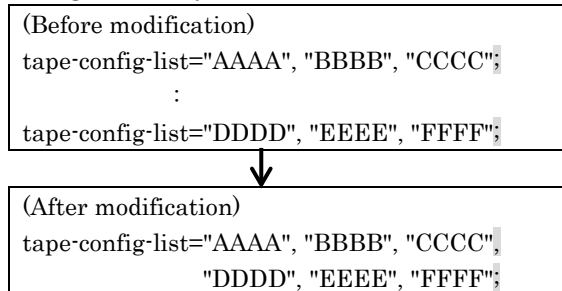 (Before modification)
tape-config-list="AAAA", "BBBB", "CCCC";
:
tape-config-list="DDDD", "EEEE", "FFFF";
(After modification)
tape-config-list="AAAA", "BBBB", "CCCC",
"DDDD", "EEEE", "FFFF";